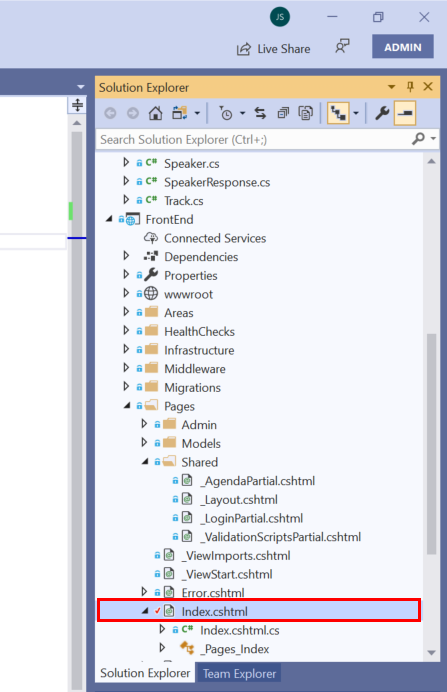 JS
Live Share
ADMIN
Solution Explorer
Search Solution Explorer (Ctrl+;)
C# Speaker.cs
C# SpeakerResponse.cs
C# Track.cs
FrontEnd
Connected Services
Dependencies
Properties
wwwroot
Areas
HealthChecks
Infrastructure
Middleware
Migrations
Pages
Admin
Models
Shared
_AgendaPartial.cshtml
_Layout.cshtml
_LoginPartial.cshtml
_ValidationScriptsPartial.cshtml
_ViewImports.cshtml
_ViewStart.cshtml
Error.cshtml
Index.cshtml
C# Index.cshtml.cs
_Pages_Index
Solution Explorer Team Explorer